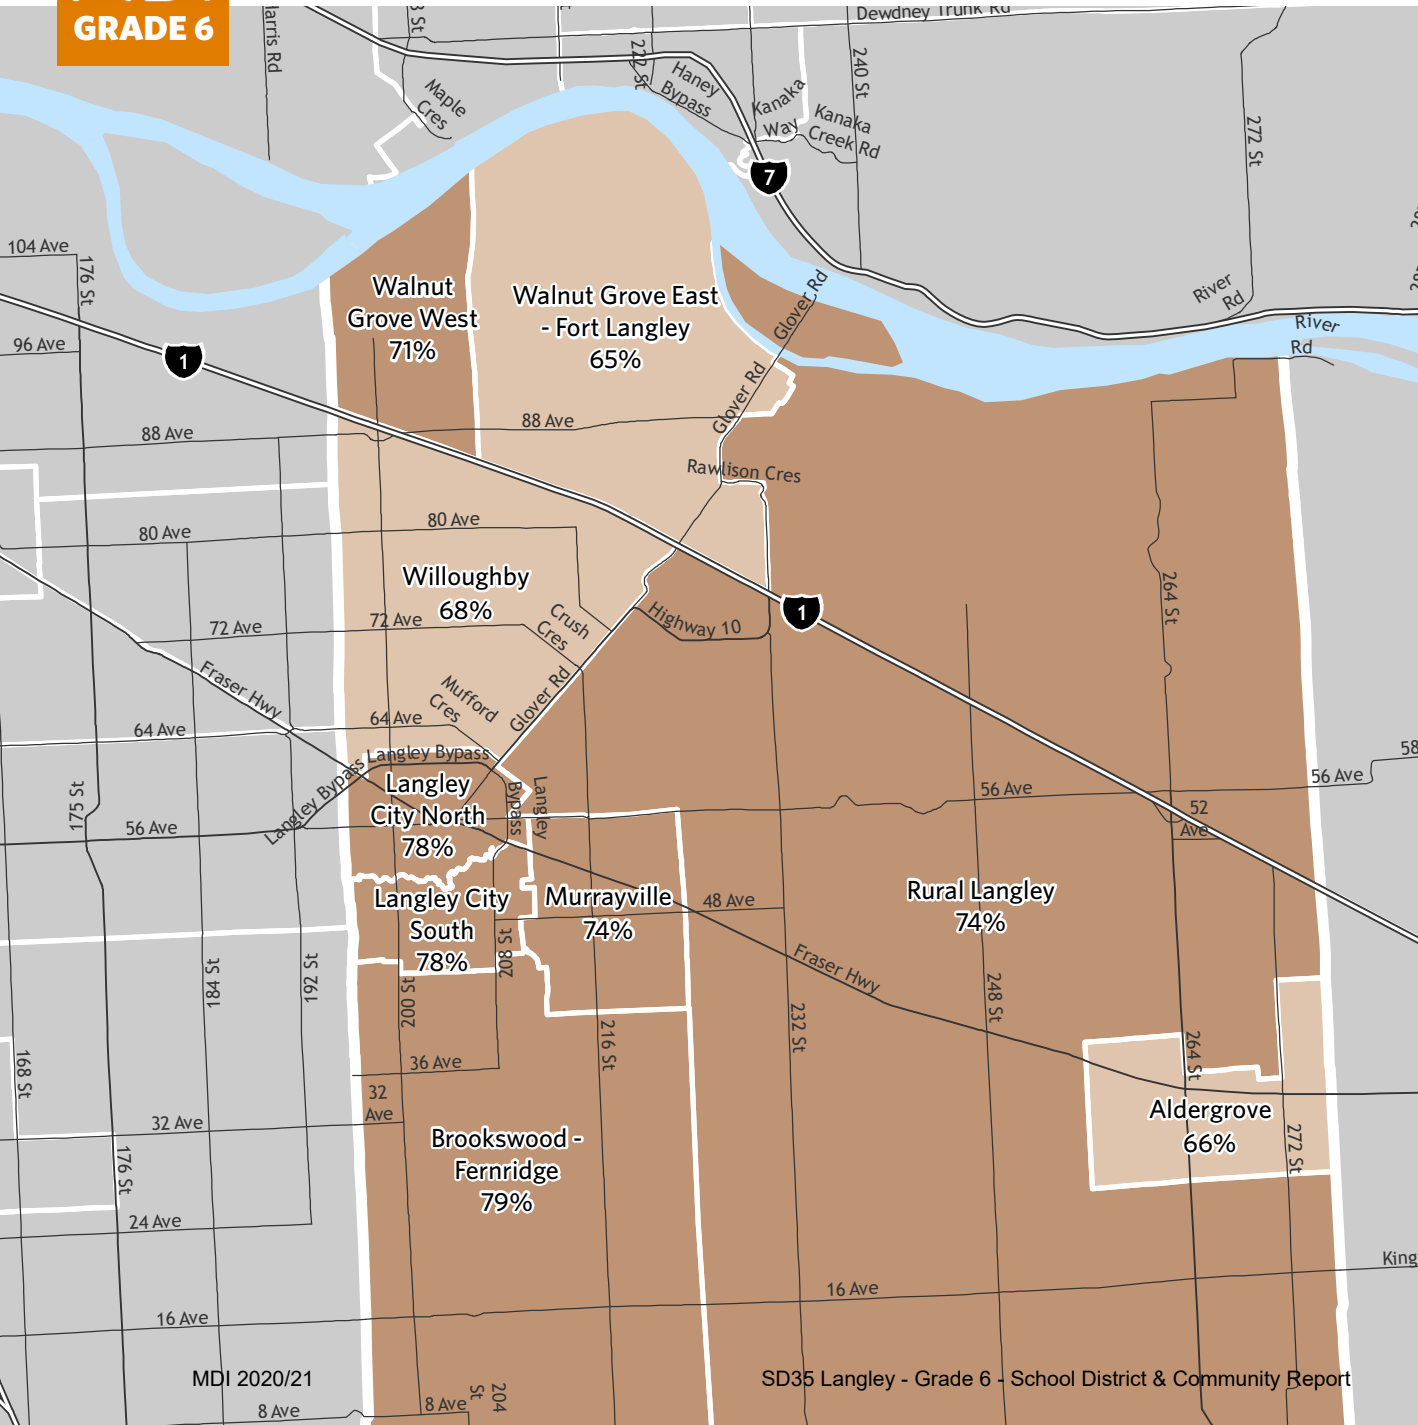 GRADE 6
Harris Rd
222 St
Dewdney Trunk Rd
240 St
Maple
Cres
Haney
Bypass
Kanaka
Way
Kanaka
Creek Rd
272 St
7
104 Ave
176 St
Walnut
Grove West
71%
Walnut Grove East
- Fort Langley
65%
Glover Rd
River
Rd
River
Rd
96 Ave
1
Glover Rd
88 Ave
88 Ave
Rawlison Cres
80 Ave
80 Ave
Willoughby
68%
264 St
1
72 Ave
72 Ave
Crush
Cres
Highway 10
Fraser Hwy
Mufford
Cres
Glover Rd
64 Ave
64 Ave
Langley Bypass
Langley Bypass
Langley
Bypass
175 St
56 Ave
Langley
City North
78%
56 Ave
56 Ave
58
52
Ave
Langley City
South
78%
Murrayville
74%
48 Ave
Rural Langley
74%
Fraser Hwy
184 St
192 St
200 St
208 St
216 St
232 St
248 St
264 St
168 St
36 Ave
32
Ave
32 Ave
176 St
Brookswood -
Fernridge
79%
Aldergrove
66%
272 St
24 Ave
King
16 Ave
16 Ave
MDI 2020/21
SD35 Langley - Grade 6 - School District & Community Report
8 Ave
8 Ave
204
St